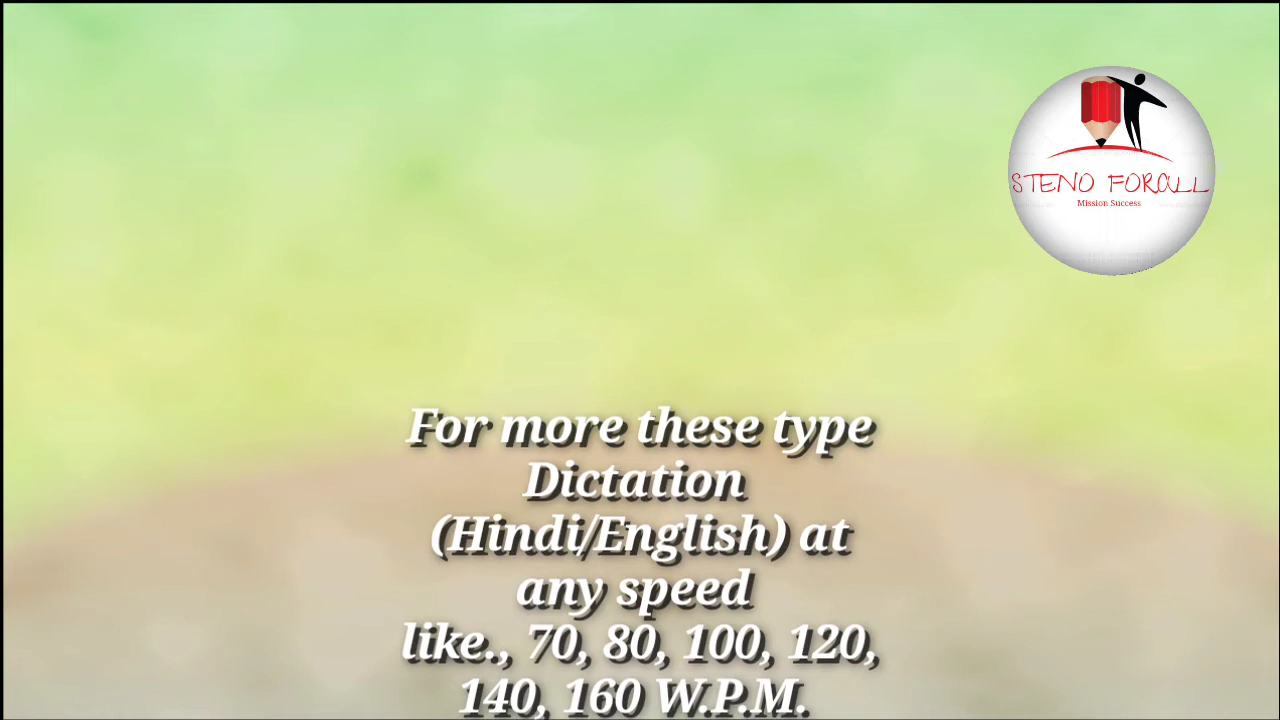 STENO FORALL
Mission Success
For more these type
Dictation
(Hindi/English) at
any speed
like., 70, 80, 100, 120,
140, 160 W.P.M.